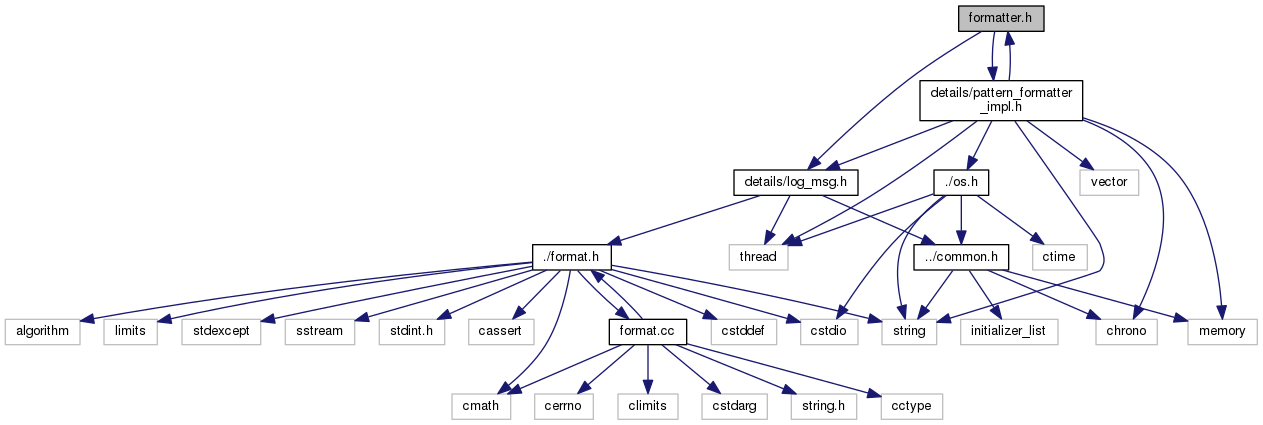 formatter.h
details/pattern_formatter
_impl.h
details/log_msg.h
./os.h
vector
thread
./format.h
../common.h
ctime
algorithm
limits
stdexcept
sstream
stdint.h
cassert
format.cc
cstddef
cstdio
string
initializer_list
chrono
memory
cmath
cerrno
climits
cstdarg
string.h
cctype